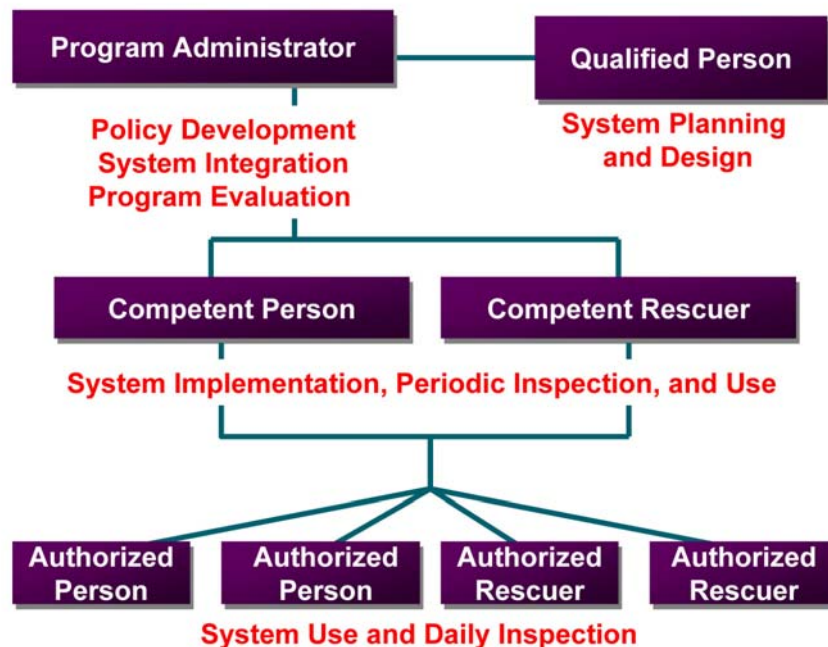 Program Administrator
Qualified Person
Policy Development
System Integration
Program Evaluation
System Planning
and Design
Competent Person
Competent Rescuer
System Implementation, Periodic Inspection, and Use
Authorized
Person
Authorized
Person
Authorized
Rescuer
Authorized
Rescuer
System Use and Daily Inspection